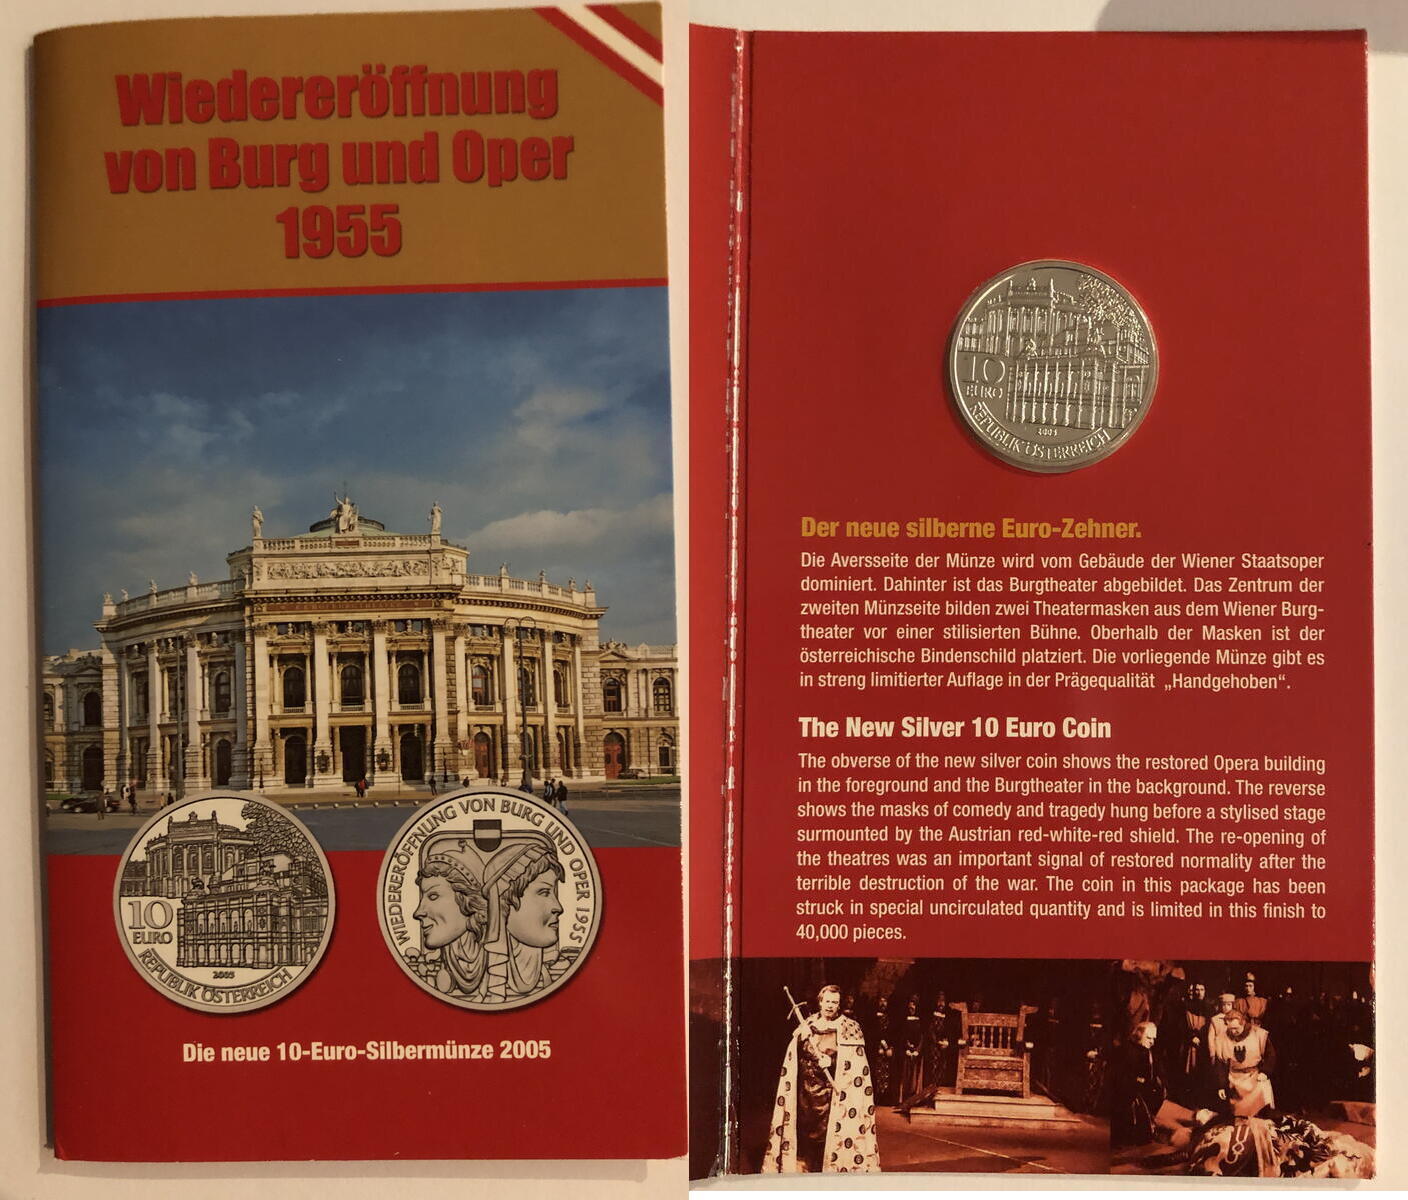 Wiedereröffnung
von Burg und Oper
1955
10
EURO
2005
REPUBLIK ÖSTERREICH
WIEDERERÖFFNUNG VON BURG UND OPER 1955
Die neue 10-Euro-Silbermünze 2005
10
EURO
2005
REPUBLIK ÖSTERREICH
Der neue silberne Euro-Zehner.
Die Aversseite der Münze wird vom Gebäude der Wiener Staatsoper
dominiert. Dahinter ist das Burgtheater abgebildet. Das Zentrum der
zweiten Münzseite bilden zwei Theatermasken aus dem Wiener Burg-
theater vor einer stilisierten Bühne. Oberhalb der Masken ist der
österreichische Bindenschild platziert. Die vorliegende Münze gibt es
in streng limitierter Auflage in der Prägequalität „Handgehoben“.
The New Silver 10 Euro Coin
The obverse of the new silver coin shows the restored Opera building
in the foreground and the Burgtheater in the background. The reverse
shows the masks of comedy and tragedy hung before a stylised stage
surmounted by the Austrian red-white-red shield. The re-opening of
the theatres was an important signal of restored normality after the
terrible destruction of the war. The coin in this package has been
struck in special uncirculated quantity and is limited in this finish to
40,000 pieces.